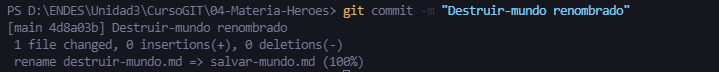 PS D:\ENDES\Unidad3\CursoGIT\04-Materia-Heroes> git commit -m "Destruir-mundo renombrado"
[main 4d8a03b] Destruir-mundo renombrado
 1 file changed, 0 insertions(+), 0 deletions(-)
 rename destruir-mundo.md => salvar-mundo.md (100%)